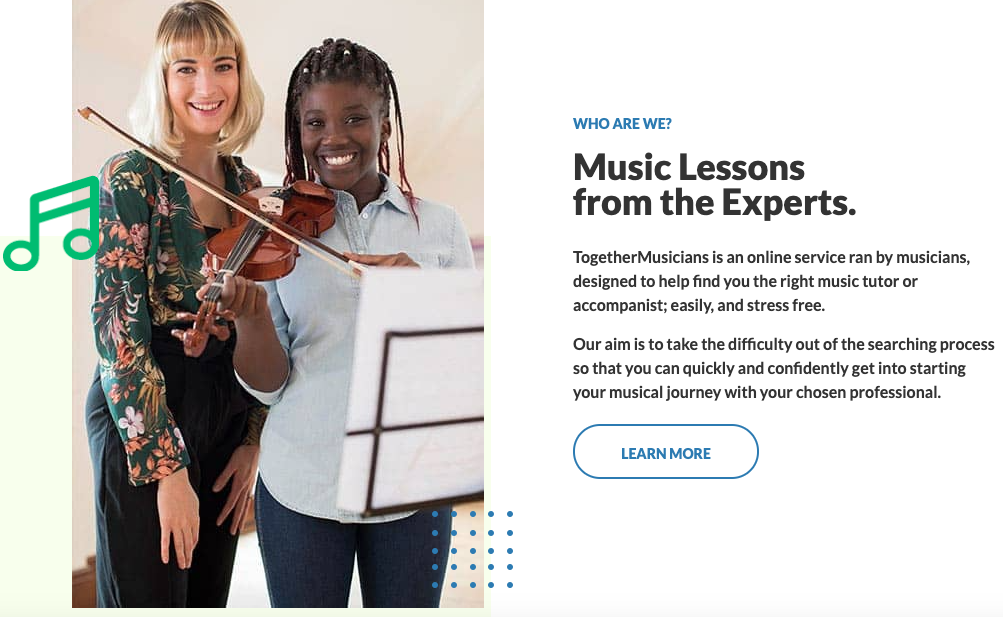 WHO ARE WE?
Music Lessons
from the Experts.
TogetherMusicians is an online service ran by musicians,
designed to help find you the right music tutor or
accompanist; easily, and stress free.
Our aim is to take the difficulty out of the searching process
so that you can quickly and confidently get into starting
your musical journey with your chosen professional.
LEARN MORE